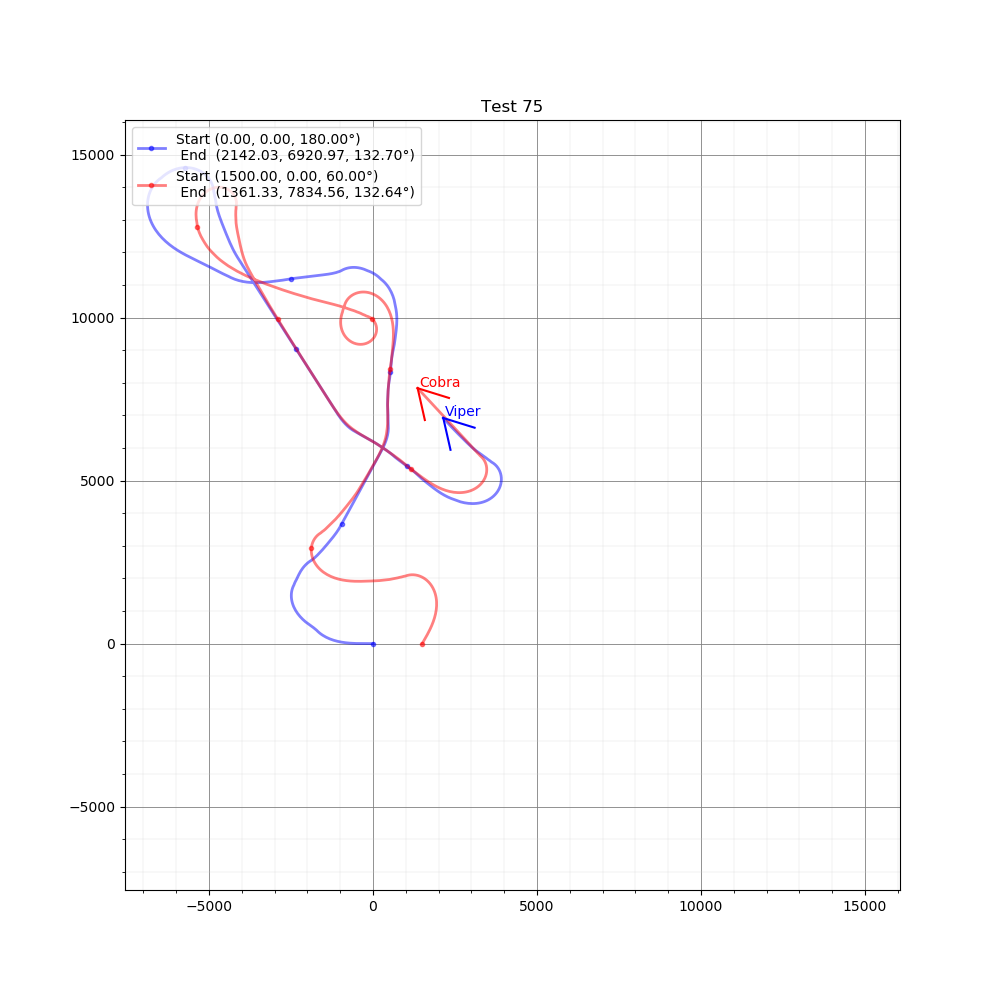 Test 75
Start (0.00, 0.00, 180.00°)
End (2142.03, 6920.97, 132.70°)
Start (1500.00, 0.00, 60.00°)
End (1361.33, 7834.56, 132.64°)
15000
10000
5000
0
−5000
Cobra
Viper
−5000 0 5000 10000 15000